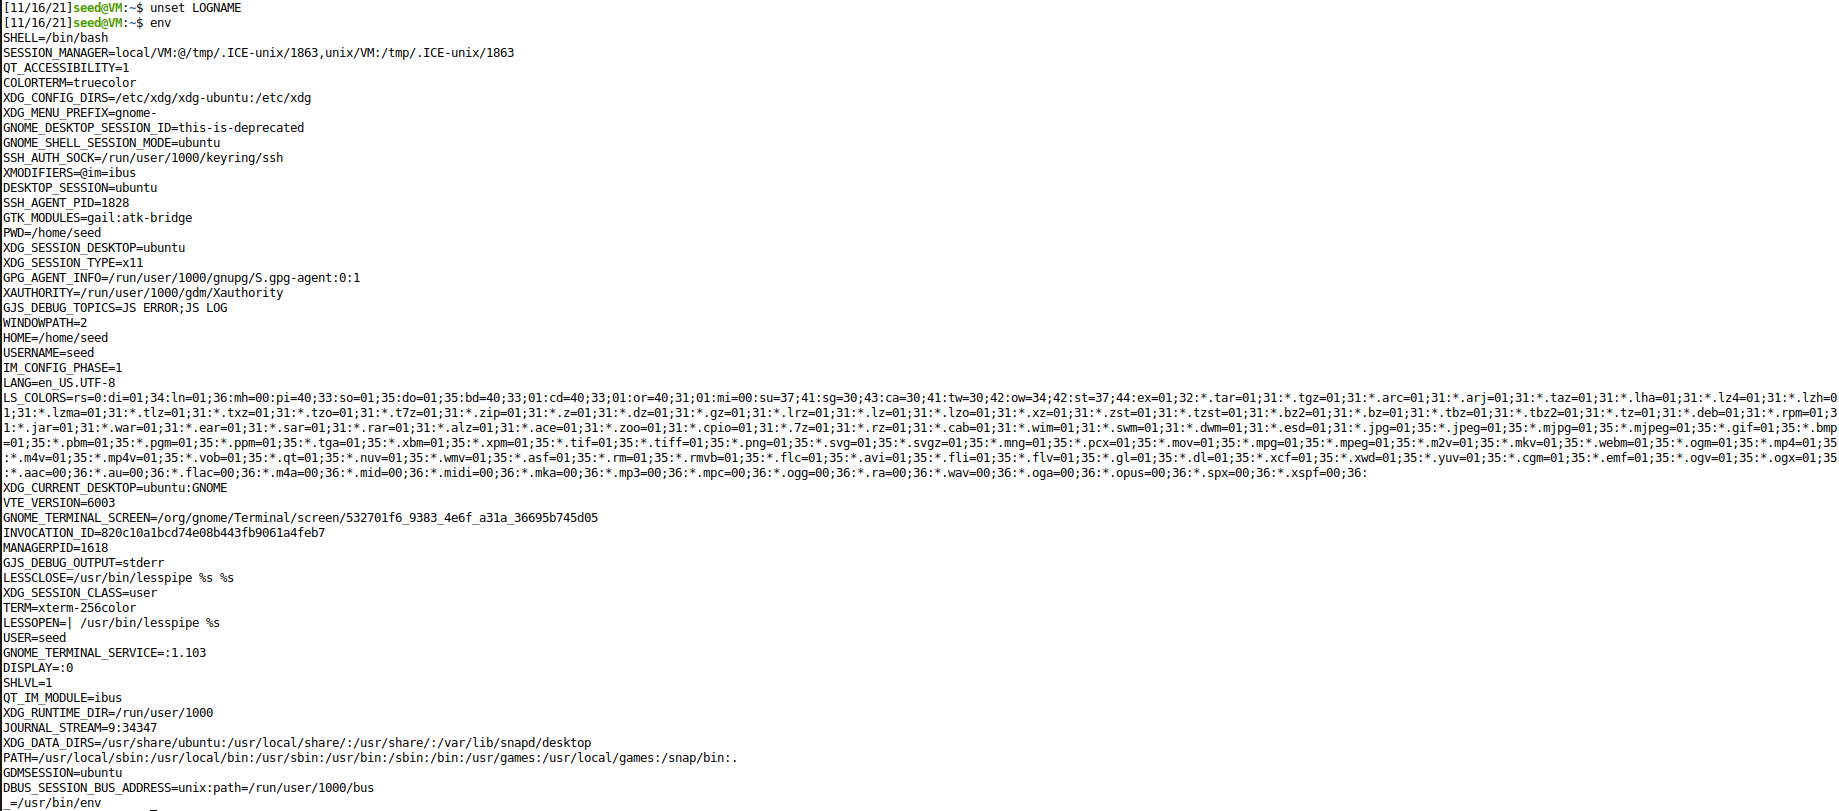 [11/16/21]seed@VM:~$ unset LOGNAME
[11/16/21]seed@VM:~$ env
SHELL=/bin/bash
SESSION_MANAGER=local/VM:@/tmp/.ICE-unix/1863,unix/VM:/tmp/.ICE-unix/1863
QT_ACCESSIBILITY=1
COLORTERM=truecolor
XDG_CONFIG_DIRS=/etc/xdg/xdg-ubuntu:/etc/xdg
XDG_MENU_PREFIX=gnome-
GNOME_DESKTOP_SESSION_ID=this-is-deprecated
GNOME_SHELL_SESSION_MODE=ubuntu
SSH_AUTH_SOCK=/run/user/1000/keyring/ssh
XMODIFIERS=@im=ibus
DESKTOP_SESSION=ubuntu
SSH_AGENT_PID=1828
GTK_MODULES=gail:atk-bridge
PWD=/home/seed
XDG_SESSION_DESKTOP=ubuntu
XDG_SESSION_TYPE=x11
GPG_AGENT_INFO=/run/user/1000/gnupg/S.gpg-agent:0:1
XAUTHORITY=/run/user/1000/gdm/Xauthority
GJS_DEBUG_TOPICS=JS ERROR;JS LOG
WINDOWPATH=2
HOME=/home/seed
USERNAME=seed
IM_CONFIG_PHASE=1
LANG=en_US.UTF-8
LS_COLORS=rs=0:di=01;34:ln=01;36:mh=00:pi=40;33:so=01;35:do=01;35:bd=40;33;01:cd=40;33;01:or=40;31;01:mi=00:su=37;41:sg=30;43:ca=30;41:tw=30;42:ow=34;42:st=37;44:ex=01;32:*.tar=01;31:*.tgz=01;31:*.arc=01;31:*.arj=01;31:*.taz=01;31:*.lha=01;31:*.lz4=01;31:*.lzh=0
1;31:*.lzma=01;31:*.tlz=01;31:*.txz=01;31:*.tzo=01;31:*.t7z=01;31:*.zip=01;31:*.z=01;31:*.dz=01;31:*.gz=01;31:*.lrz=01;31:*.lz=01;31:*.lzo=01;31:*.xz=01;31:*.zst=01;31:*.tzst=01;31:*.bz2=01;31:*.bz=01;31:*.tbz=01;31:*.tbz2=01;31:*.tz=01;31:*.deb=01;31:*.rpm=01;3
1:*.jar=01;31:*.war=01;31:*.ear=01;31:*.sar=01;31:*.rar=01;31:*.alz=01;31:*.ace=01;31:*.zoo=01;31:*.cpio=01;31:*.7z=01;31:*.rz=01;31:*.cab=01;31:*.wim=01;31:*.swm=01;31:*.dwm=01;31:*.esd=01;31:*.jpg=01;35:*.jpeg=01;35:*.mjpg=01;35:*.mjpeg=01;35:*.gif=01;35:*.bmp
=01;35:*.pbm=01;35:*.pgm=01;35:*.ppm=01;35:*.tga=01;35:*.xbm=01;35:*.xpm=01;35:*.tif=01;35:*.tiff=01;35:*.png=01;35:*.svg=01;35:*.svgz=01;35:*.mng=01;35:*.pcx=01;35:*.mov=01;35:*.mpg=01;35:*.mpeg=01;35:*.m2v=01;35:*.mkv=01;35:*.webm=01;35:*.ogm=01;35:*.mp4=01;35
:*.m4v=01;35:*.mp4v=01;35:*.vob=01;35:*.qt=01;35:*.nuv=01;35:*.wmv=01;35:*.asf=01;35:*.rm=01;35:*.rmvb=01;35:*.flc=01;35:*.avi=01;35:*.fli=01;35:*.flv=01;35:*.gl=01;35:*.dl=01;35:*.xcf=01;35:*.xwd=01;35:*.yuv=01;35:*.cgm=01;35:*.emf=01;35:*.ogv=01;35:*.ogx=01;35
:*.aac=00;36:*.au=00;36:*.flac=00;36:*.m4a=00;36:*.mid=00;36:*.midi=00;36:*.mka=00;36:*.mp3=00;36:*.mpc=00;36:*.ogg=00;36:*.ra=00;36:*.wav=00;36:*.oga=00;36:*.opus=00;36:*.spx=00;36:*.xspf=00;36:
XDG_CURRENT_DESKTOP=ubuntu:GNOME
VTE_VERSION=6003
GNOME_TERMINAL_SCREEN=/org/gnome/Terminal/screen/532701f6_9383_4e6f_a31a_36695b745d05
INVOCATION_ID=820c10a1bcd74e08b443fb9061a4feb7
MANAGERPID=1618
GJS_DEBUG_OUTPUT=stderr
LESSCLOSE=/usr/bin/lesspipe %s %s
XDG_SESSION_CLASS=user
TERM=xterm-256color
LESSOPEN=| /usr/bin/lesspipe %s
USER=seed
GNOME_TERMINAL_SERVICE=:1.103
DISPLAY=:0
SHLVL=1
QT_IM_MODULE=ibus
XDG_RUNTIME_DIR=/run/user/1000
JOURNAL_STREAM=9:34347
XDG_DATA_DIRS=/usr/share/ubuntu:/usr/local/share/:/usr/share/:/var/lib/snapd/desktop
PATH=/usr/local/sbin:/usr/local/bin:/usr/sbin:/usr/bin:/sbin:/bin:/usr/games:/usr/local/games:/snap/bin:.
GDMSESSION=ubuntu
DBUS_SESSION_BUS_ADDRESS=unix:path=/run/user/1000/bus
_=/usr/bin/env